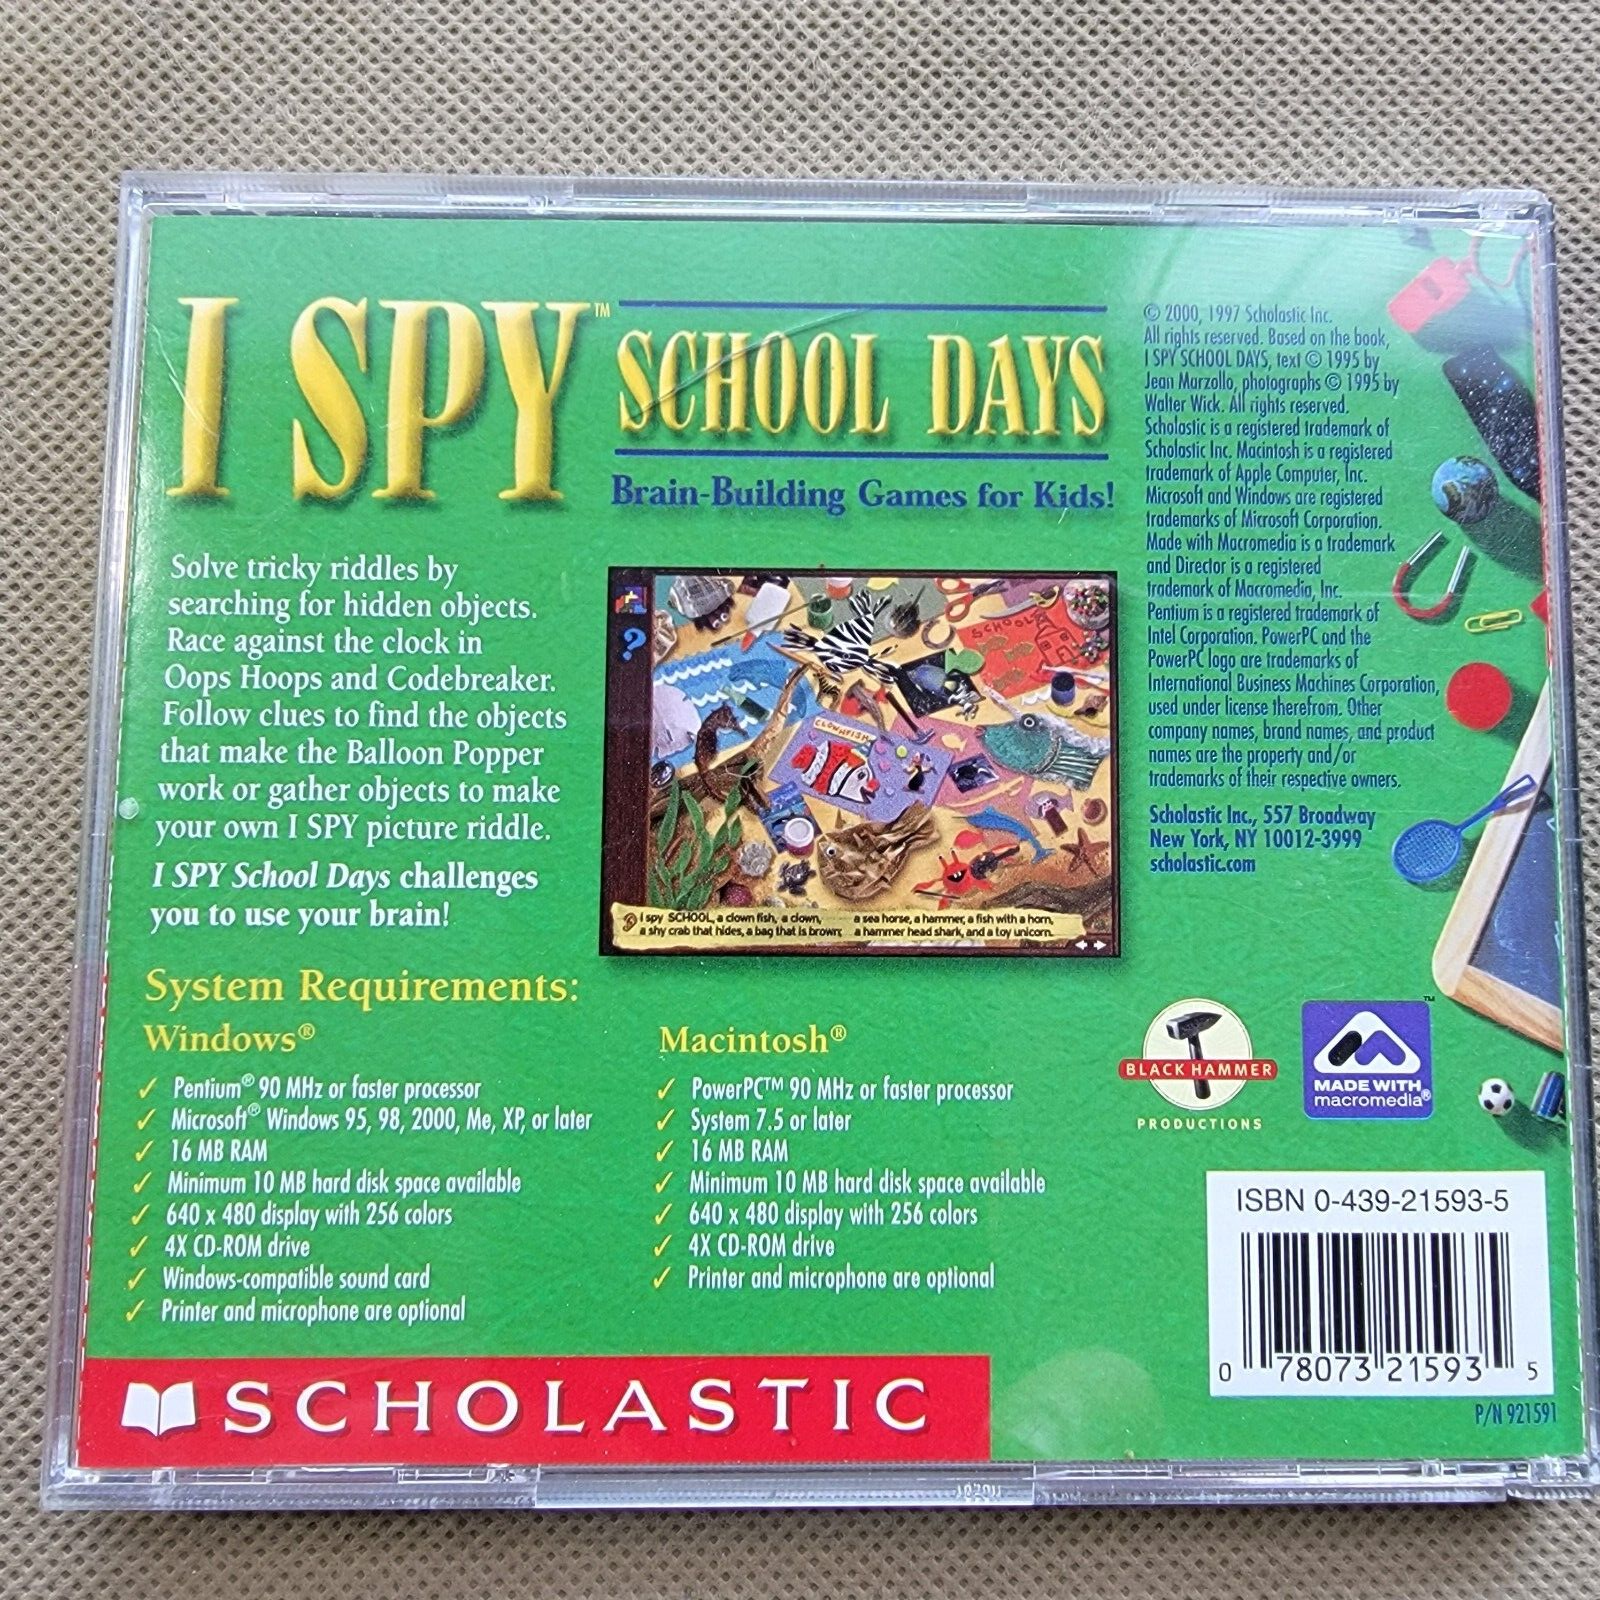 I SPY™
SCHOOL DAYS
Brain-Building Games for Kids!
Solve tricky riddles by
searching for hidden objects.
Race against the clock in
Oops Hoops and Codebreaker.
Follow clues to find the objects
that make the Balloon Popper
work or gather objects to make
your own I SPY picture riddle.
I SPY School Days challenges
you to use your brain!
?
SCHOOL
CLOWNFISH
I spy SCHOOL, a clown fish, a clown,
a shy crab that hides, a bag that is brown;
a sea horse, a hammer, a fish with a horn,
a hammer head shark, and a toy unicorn.
© 2000, 1997 Scholastic Inc.
All rights reserved. Based on the book,
I SPY SCHOOL DAYS, text © 1995 by
Jean Marzollo, photographs © 1995 by
Walter Wick. All rights reserved.
Scholastic is a registered trademark of
Scholastic Inc. Macintosh is a registered
trademark of Apple Computer, Inc.
Microsoft and Windows are registered
trademarks of Microsoft Corporation.
Made with Macromedia is a trademark
and Director is a registered
trademark of Macromedia, Inc.
Pentium is a registered trademark of
Intel Corporation. PowerPC and the
PowerPC logo are trademarks of
International Business Machines Corporation,
used under license therefrom. Other
company names, brand names, and product
names are the property and/or
trademarks of their respective owners.
Scholastic Inc., 557 Broadway
New York, NY 10012-3999
scholastic.com
System Requirements:
Windows®
✓ Pentium® 90 MHz or faster processor
✓ Microsoft® Windows 95, 98, 2000, Me, XP, or later
✓ 16 MB RAM
✓ Minimum 10 MB hard disk space available
✓ 640 x 480 display with 256 colors
✓ 4X CD-ROM drive
✓ Windows-compatible sound card
✓ Printer and microphone are optional
Macintosh®
✓ PowerPC™ 90 MHz or faster processor
✓ System 7.5 or later
✓ 16 MB RAM
✓ Minimum 10 MB hard disk space available
✓ 640 x 480 display with 256 colors
✓ 4X CD-ROM drive
✓ Printer and microphone are optional
BLACK HAMMER
PRODUCTIONS
™
MADE WITH
macromedia®
ISBN 0-439-21593-5
0 78073 21593 5
P/N 921591
SCHOLASTIC